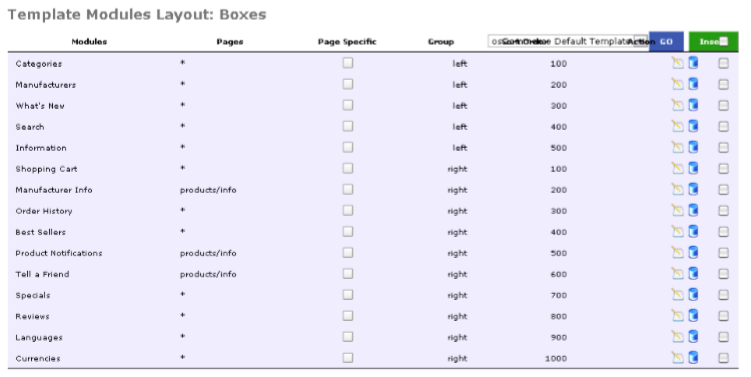 Template Modules Layout: Boxes
Modules Pages Page Specific Group Sort Order Default Template Action GO Inse
Categories * left 100
Manufacturers * left 200
What's New * left 300
Search * left 400
Information * left 500
Shopping Cart * right 100
Manufacturer Info products/info right 200
Order History * right 300
Best Sellers * right 400
Product Notifications products/info right 500
Tell a Friend products/info right 600
Specials * right 700
Reviews * right 800
Languages * right 900
Currencies * right 1000